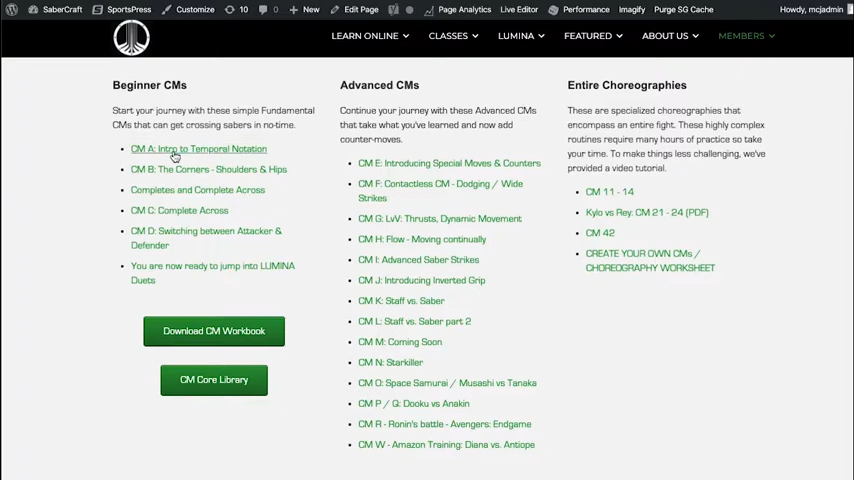 SaberCraft SportsPress Customize 10 0 New Edit Page Page Analytics Live Editor Performance Imagify Purge SG Cache Howdy, mcjadmin
LEARN ONLINE CLASSES LUMINA FEATURED ABOUT US MEMBERS
Beginner CMs
Start your journey with these simple Fundamental
CMs that can get crossing sabers in no-time.
CM A: Intro to Temporal Notation
CM B: The Corners - Shoulders & Hips
Completes and Complete Across
CM C: Complete Across
CM D: Switching between Attacker &
Defender
You are now ready to jump into LUMINA
Duets
Download CM Workbook
CM Core Library
Advanced CMs
Continue your journey with these Advanced CMs
that take what you've learned and now add
counter-moves.
CM E: Introducing Special Moves & Counters
CM F: Contactless CM - Dodging / Wide
Strikes
CM G: LvV: Thrusts, Dynamic Movement
CM H: Flow - Moving continually
CM I: Advanced Saber Strikes
CM J: Introducing Inverted Grip
CM K: Staff vs. Saber
CM L: Staff vs. Saber part 2
CM M: Coming Soon
CM N: Starkiller
CM O: Space Samurai / Musashi vs Tanaka
CM P / Q: Dooku vs Anakin
CM R - Ronin's battle - Avengers: Endgame
CM W - Amazon Training: Diana vs. Antiope
Entire Choreographies
These are specialized choreographies that
encompass an entire fight. These highly complex
routines require many hours of practice so take
your time. To make things less challenging, we've
provided a video tutorial.
CM 11 - 14
Kylo vs Rey: CM 21 - 24 (PDF)
CM 42
CREATE YOUR OWN CMs /
CHOREOGRAPHY WORKSHEET